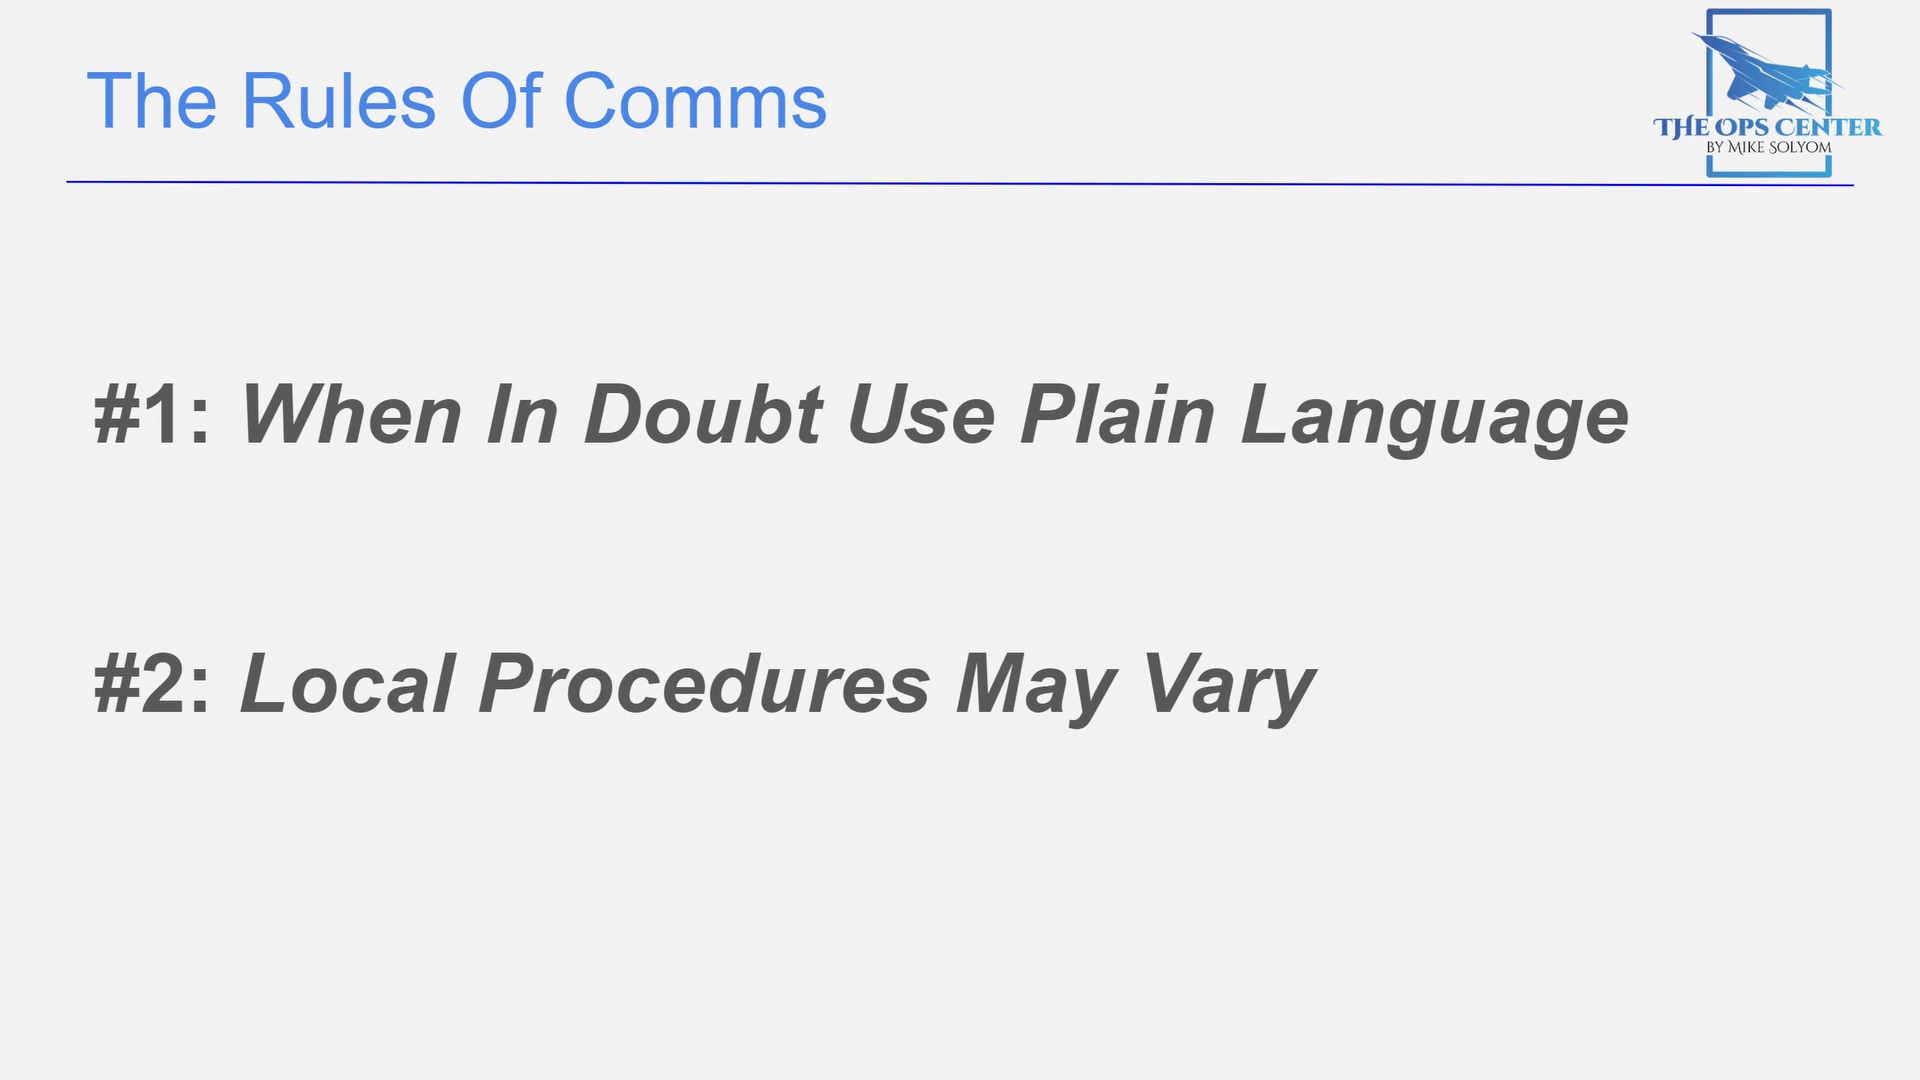 The Rules Of Comms
THE OPS CENTER
BY MIKE SOLYOM
#1: When In Doubt Use Plain Language
#2: Local Procedures May Vary